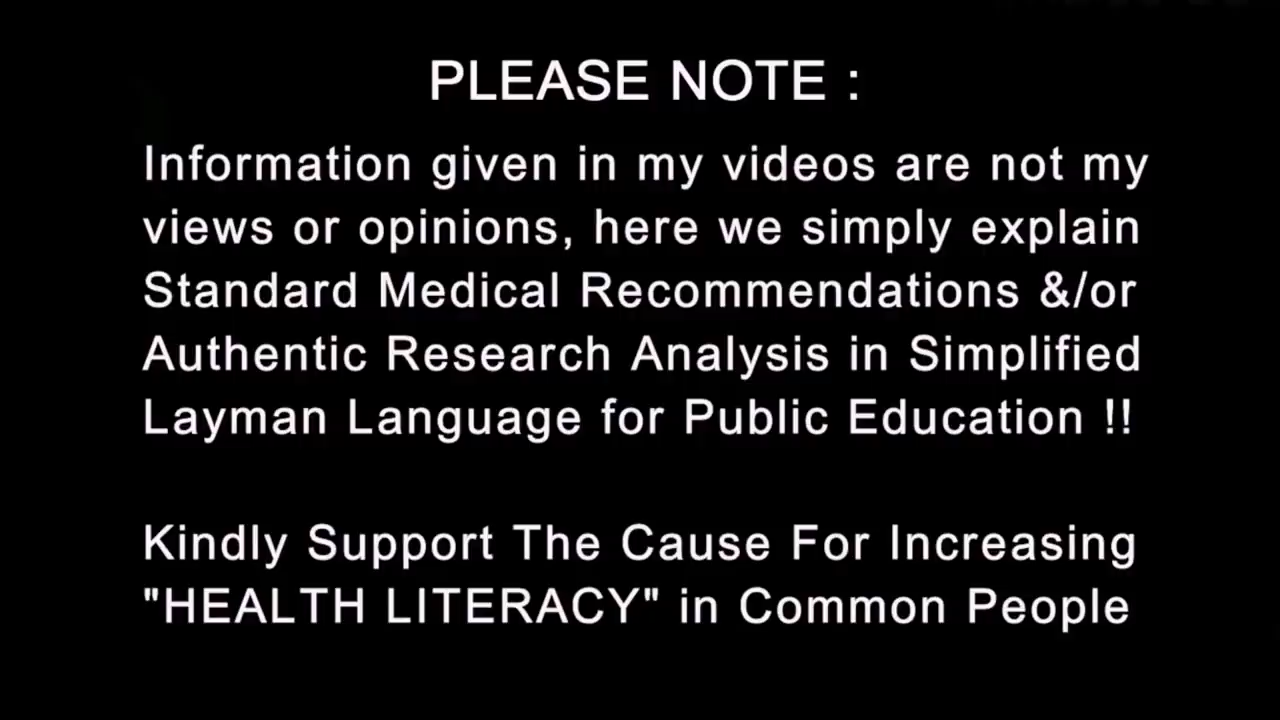 PLEASE NOTE :
Information given in my videos are not my
views or opinions, here we simply explain
Standard Medical Recommendations &/or
Authentic Research Analysis in Simplified
Layman Language for Public Education !!
Kindly Support The Cause For Increasing
"HEALTH LITERACY" in Common People